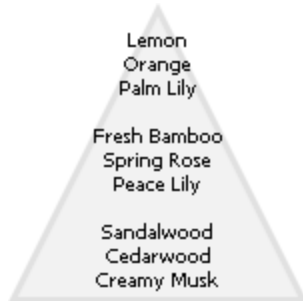 Lemon
Orange
Palm Lily
Fresh Bamboo
Spring Rose
Peace Lily
Sandalwood
Cedarwood
Creamy Musk